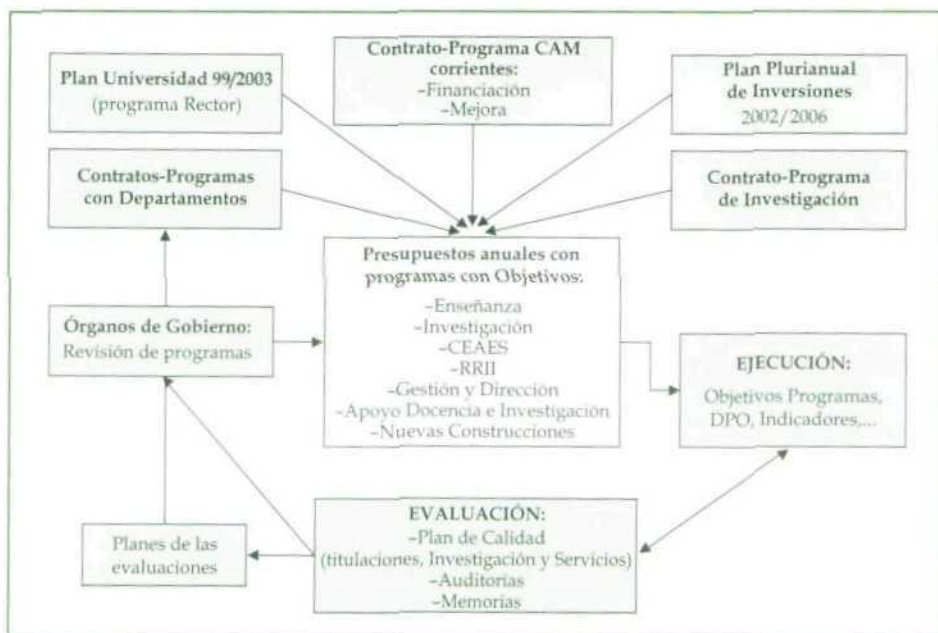 Plan Universidad 99/2003
(programa Rector)
Contrato-Programa CAM
corrientes:
–Financiación
–Mejora
Plan Plurianual
de Inversiones
2002/2006
Contratos-Programas
con Departamentos
Contrato-Programa
de Investigación
Presupuestos anuales con
programas con Objetivos:
–Enseñanza
–Investigación
–CEAES
–RRII
–Gestión y Dirección
–Apoyo Docencia e Investigación
–Nuevas Construcciones
Órganos de Gobierno:
Revisión de programas
EJECUCIÓN:
Objetivos Programas,
DPO, Indicadores,...
Planes de las
evaluaciones
EVALUACIÓN:
–Plan de Calidad
(titulaciones, Investigación y Servicios)
–Auditorías
–Memorias